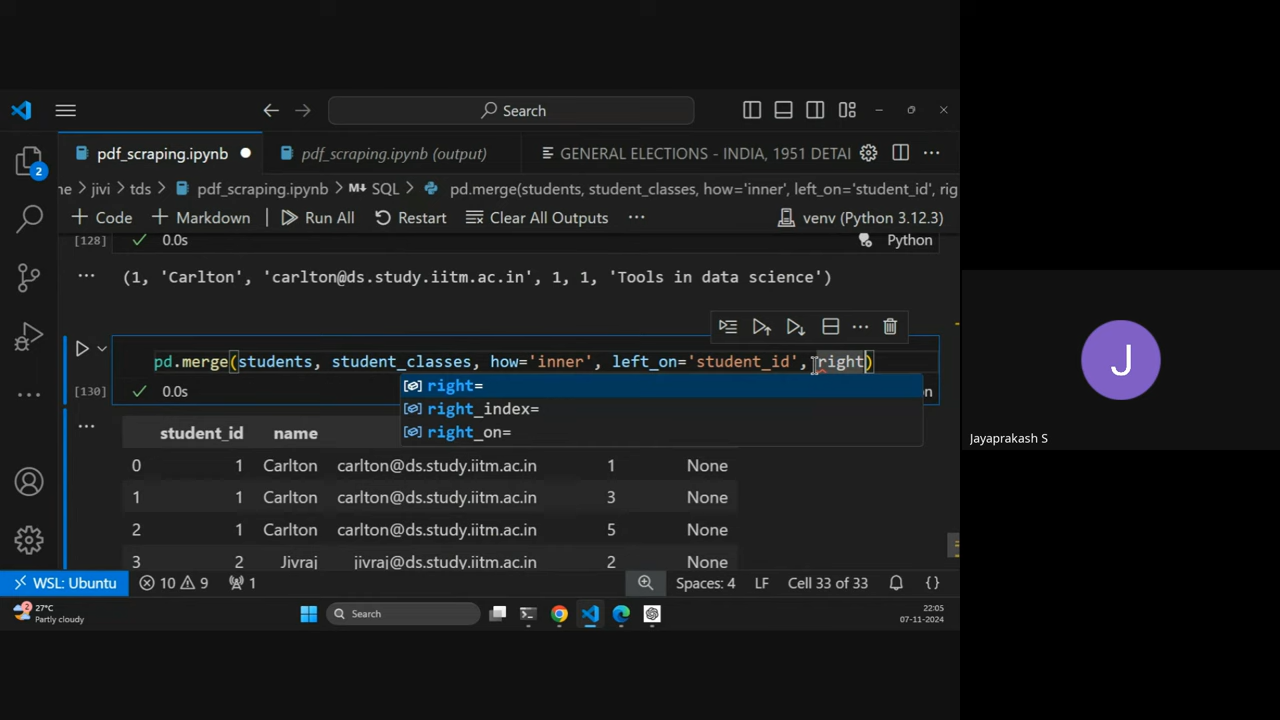 Search
pdf_scraping.ipynb
pdf_scraping.ipynb (output)
GENERAL ELECTIONS - INDIA, 1951 DETAI
2
ne > jivi > tds > pdf_scraping.ipynb > M↓ SQL > pd.merge(students, student_classes, how='inner', left_on='student_id', rig
+ Code + Markdown Run All Restart Clear All Outputs ··· venv (Python 3.12.3)
[128] 0.0s Python
··· (1, 'Carlton', 'carlton@ds.study.iitm.ac.in', 1, 1, 'Tools in data science')
pd.merge(students, student_classes, how='inner', left_on='student_id', right)
right=
right_index=
right_on=
[130] 0.0s on
student_id name
0 1 Carlton carlton@ds.study.iitm.ac.in 1 None
1 1 Carlton carlton@ds.study.iitm.ac.in 3 None
2 1 Carlton carlton@ds.study.iitm.ac.in 5 None
3 2 Jivraj jivraj@ds.study.iitm.ac.in 2 None
WSL: Ubuntu 10 9 1 Spaces: 4 LF Cell 33 of 33 {}
2 27°C
Partly cloudy
Search
22:05
07-11-2024
J
Jayaprakash S